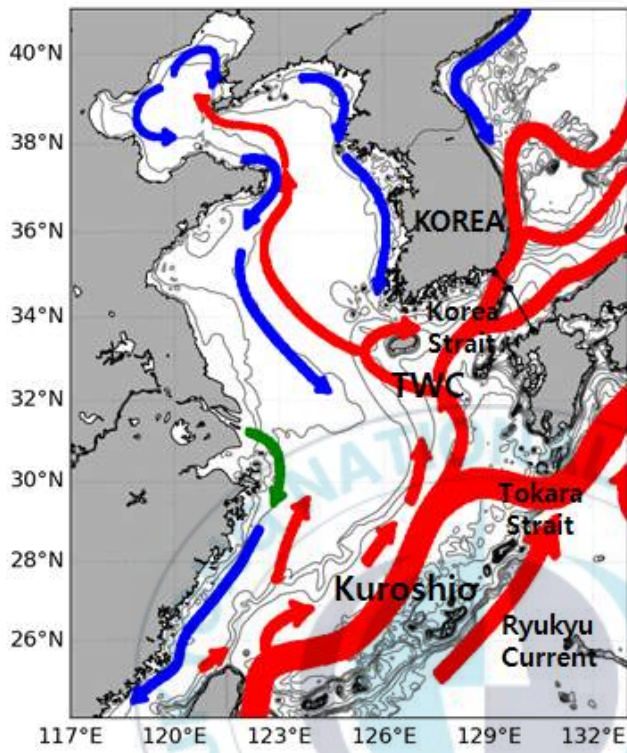 40°N
38°N
36°N
34°N
32°N
30°N
28°N
26°N
KOREA
Korea
Strait
TWC
Tokara
Strait
Kuroshio
Ryukyu
Current
117°E
120°E
123°E
126°E
129°E
132°E